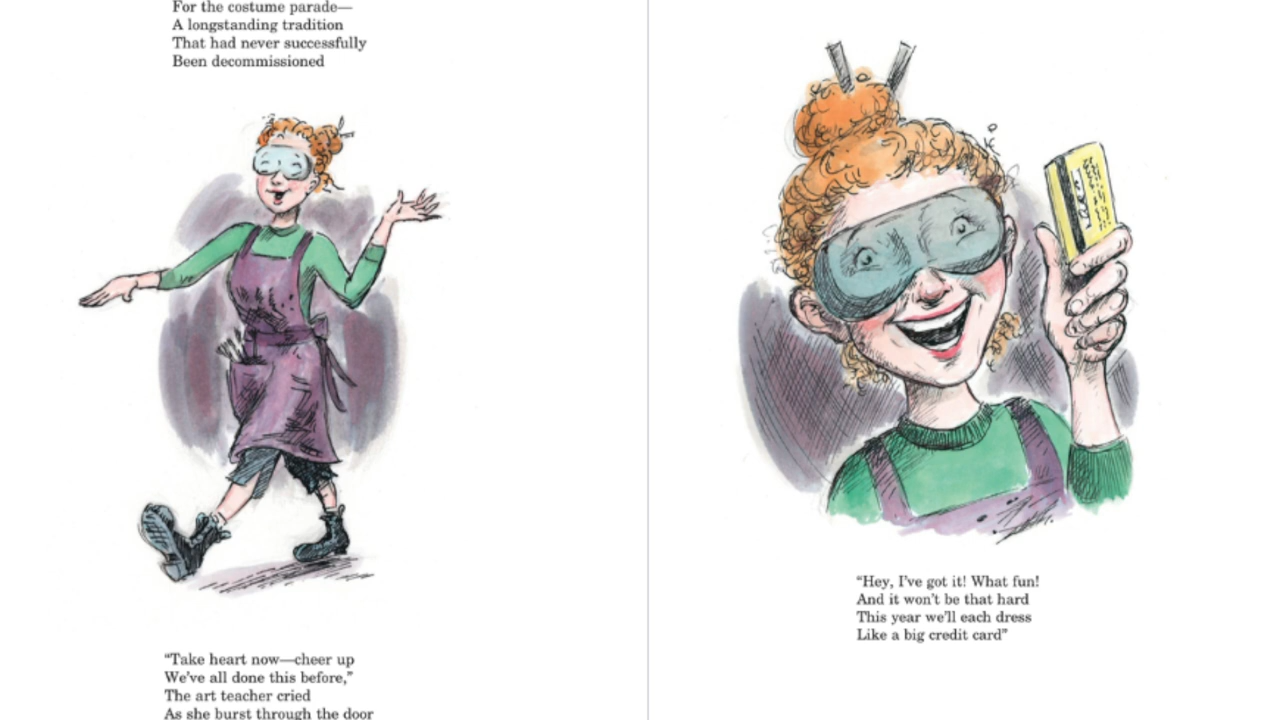 For the costume parade—
A longstanding tradition
That had never successfully
Been decommissioned
“Take heart now—cheer up
We’ve all done this before,”
The art teacher cried
As she burst through the door
“Hey, I’ve got it! What fun!
And it won’t be that hard
This year we’ll each dress
Like a big credit card”